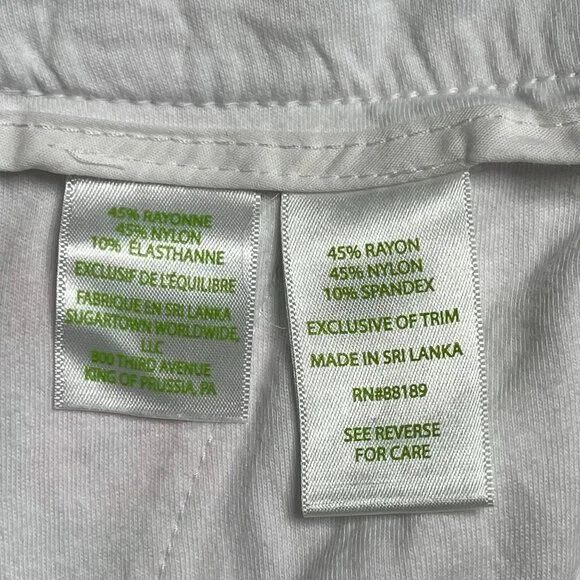 45% RAYONNE
45% NYLON
10% ÉLASTHANNE
EXCLUSIF DE L'ÉQUILIBRE
FABRIQUE EN SRI LANKA
SUGARTOWN WORLDWIDE,
LLC
800 THIRD AVENUE
KING OF PRUSSIA, PA
45% RAYON
45% NYLON
10% SPANDEX
EXCLUSIVE OF TRIM
MADE IN SRI LANKA
RN#88189
SEE REVERSE
FOR CARE